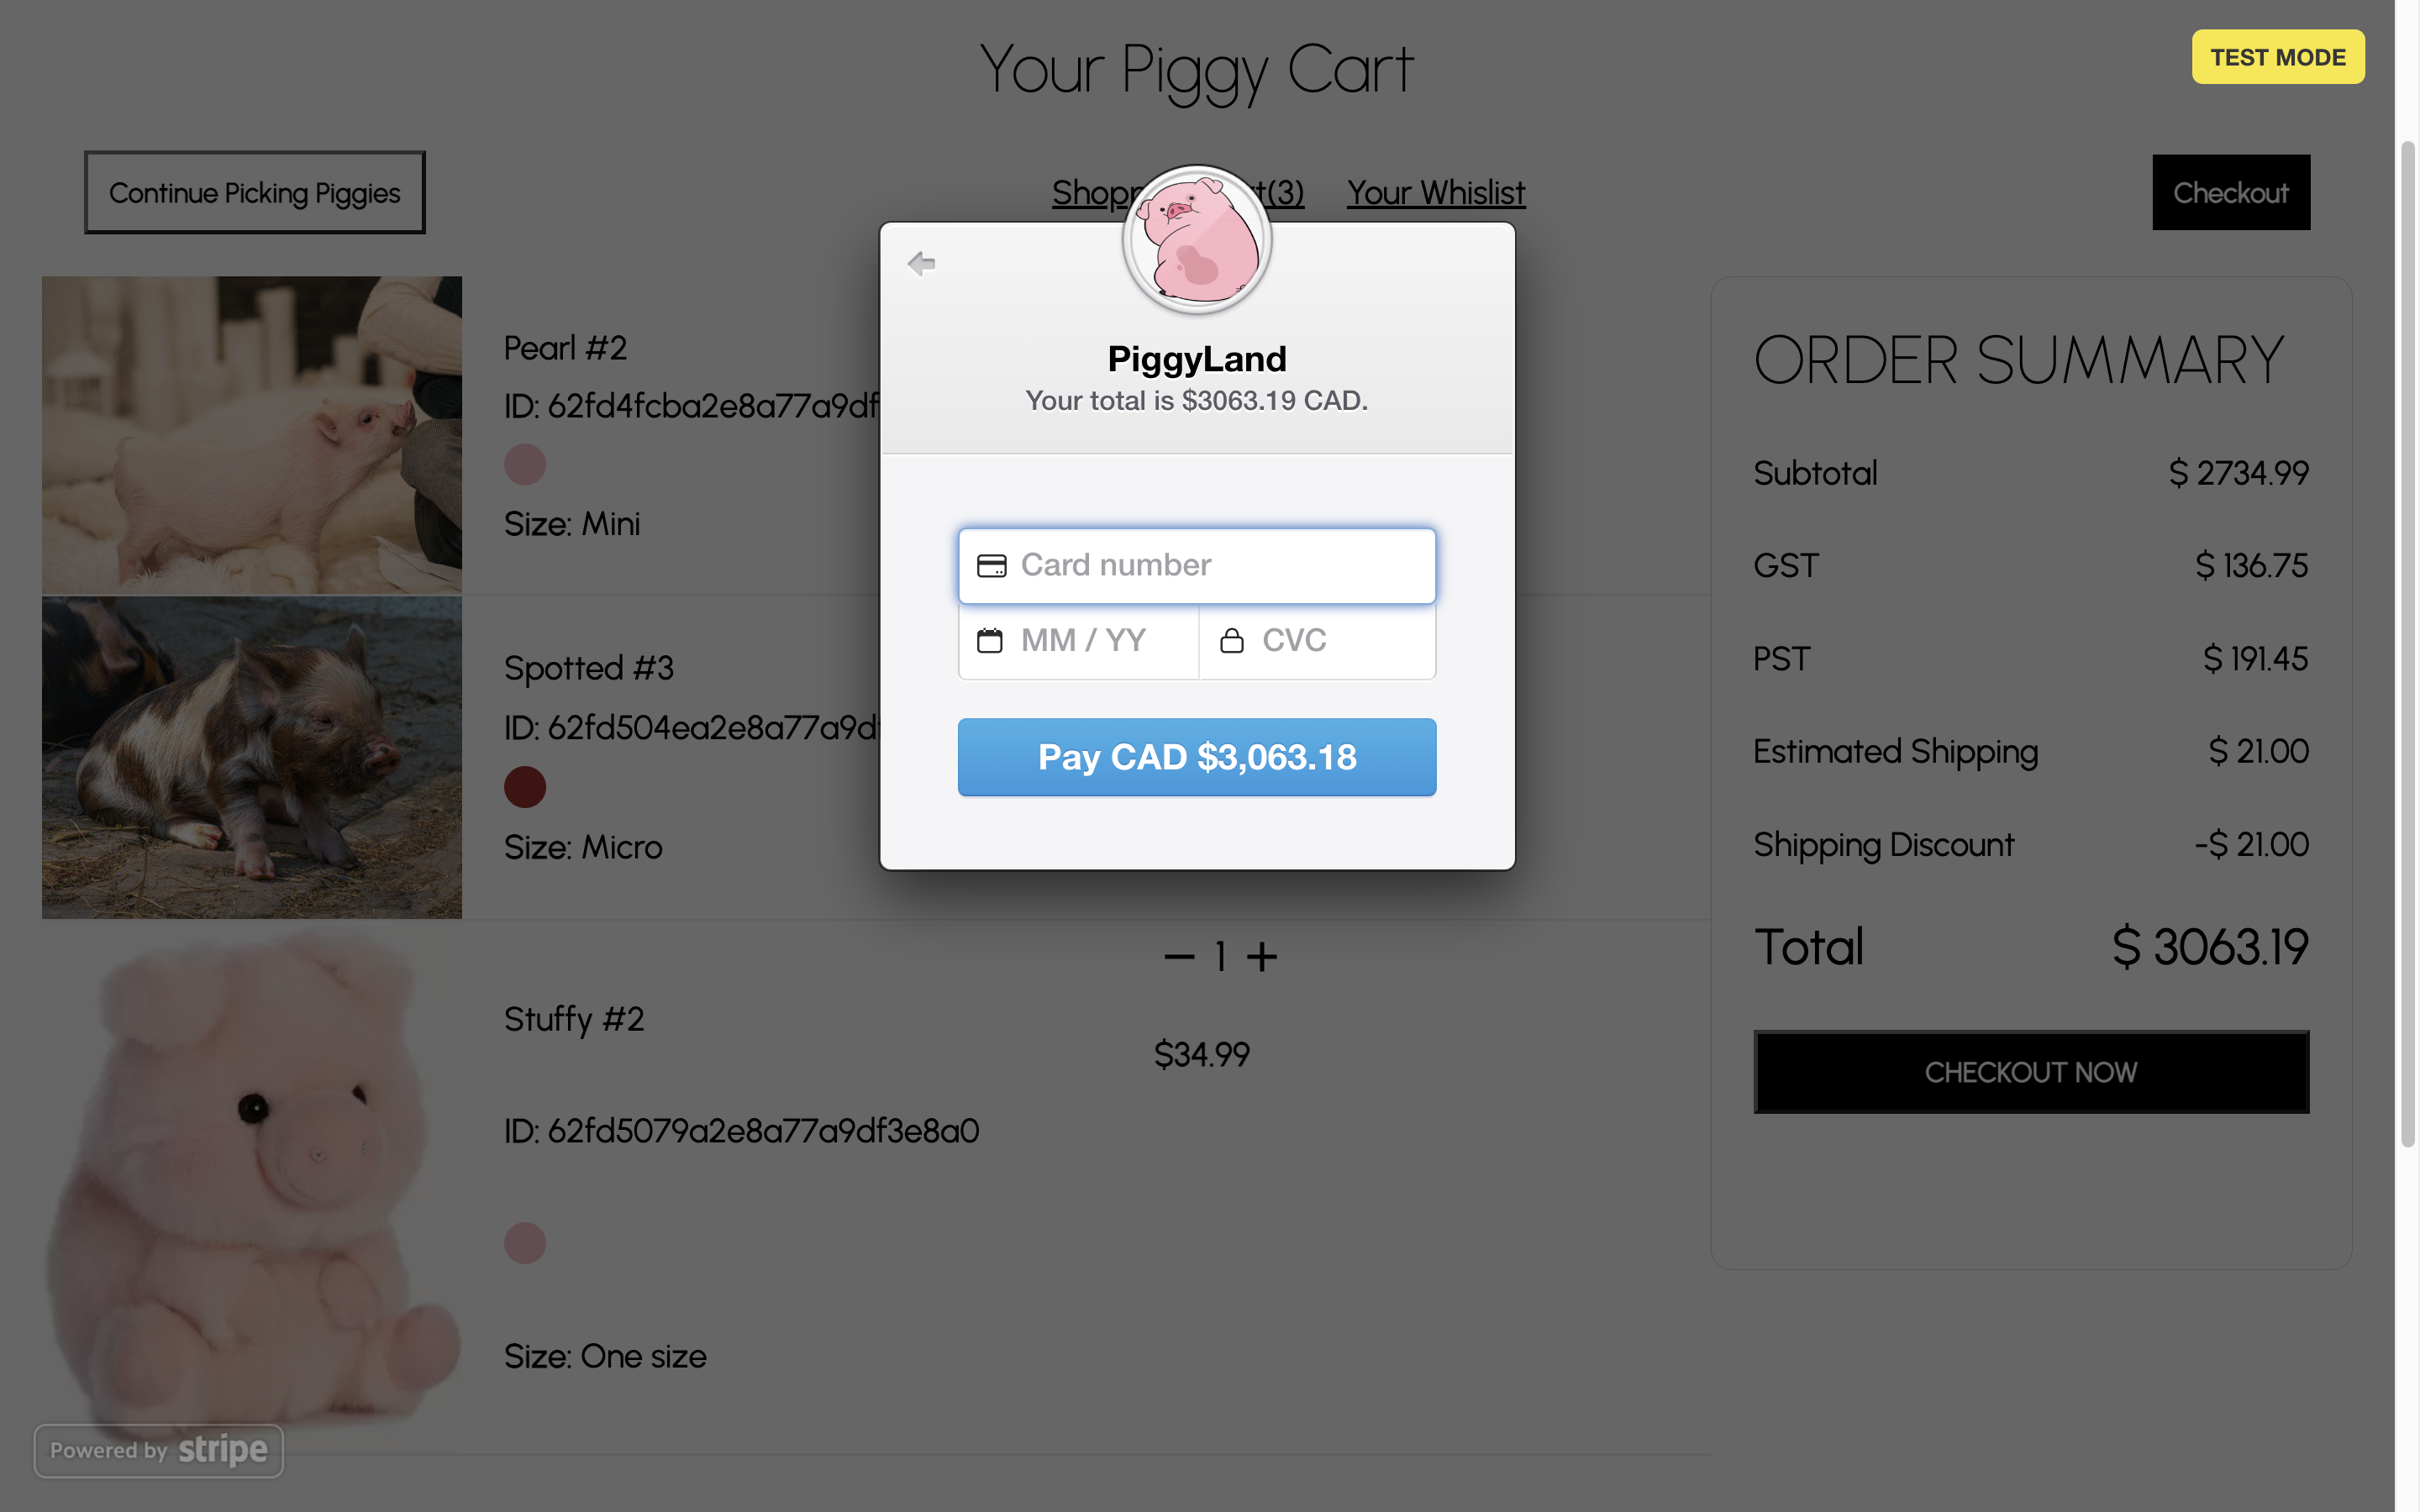 Your Piggy Cart
TEST MODE
Continue Picking Piggies
Shopp
t(3)
Your Whislist
Checkout
PiggyLand
Your total is $3063.19 CAD.
Card number
MM / YY
CVC
Pay CAD $3,063.18
Pearl #2
ID: 62fd4fcba2e8a77a9df
Size: Mini
Spotted #3
ID: 62fd504ea2e8a77a9d
Size: Micro
Stuffy #2
ID: 62fd5079a2e8a77a9df3e8a0
Size: One size
− 1 +
$34.99
ORDER SUMMARY
Subtotal $ 2734.99
GST $ 136.75
PST $ 191.45
Estimated Shipping $ 21.00
Shipping Discount -$ 21.00
Total $ 3063.19
CHECKOUT NOW
Powered by stripe